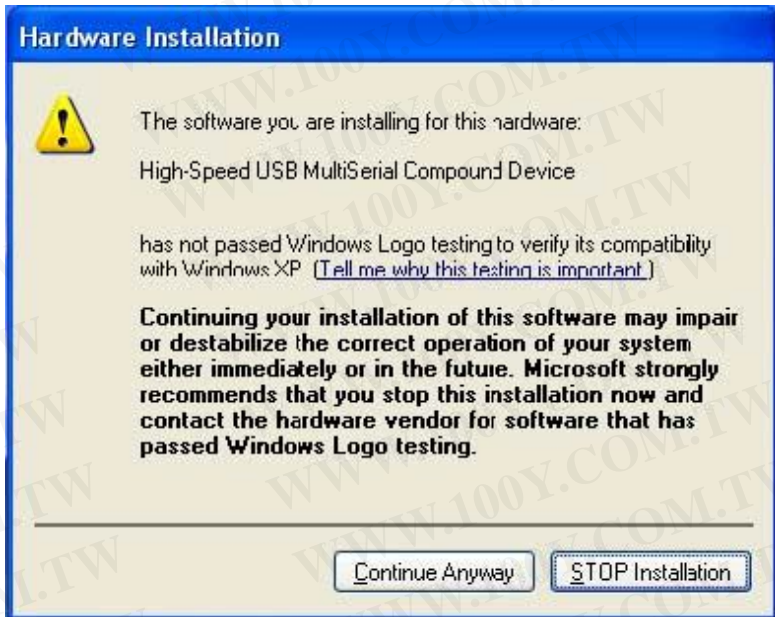 Hardware Installation
The software you are installing for this hardware:
High-Speed USB MultiSerial Compound Device
has not passed Windows Logo testing to verify its compatibility
with Windows XP. (Tell me why this testing is important.)
Continuing your installation of this software may impair
or destabilize the correct operation of your system
either immediately or in the future. Microsoft strongly
recommends that you stop this installation now and
contact the hardware vendor for software that has
passed Windows Logo testing.
Continue Anyway
STOP Installation
WWW.100Y.COM.TW